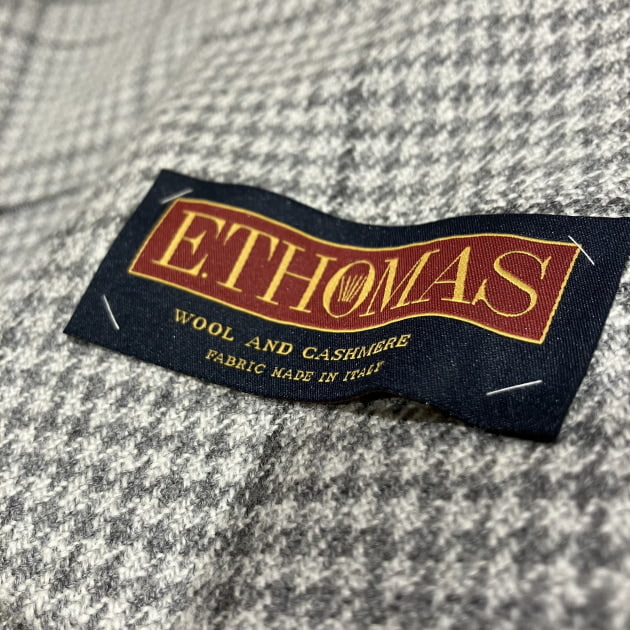 E.THOMAS
WOOL AND CASHMERE
FABRIC MADE IN ITALY